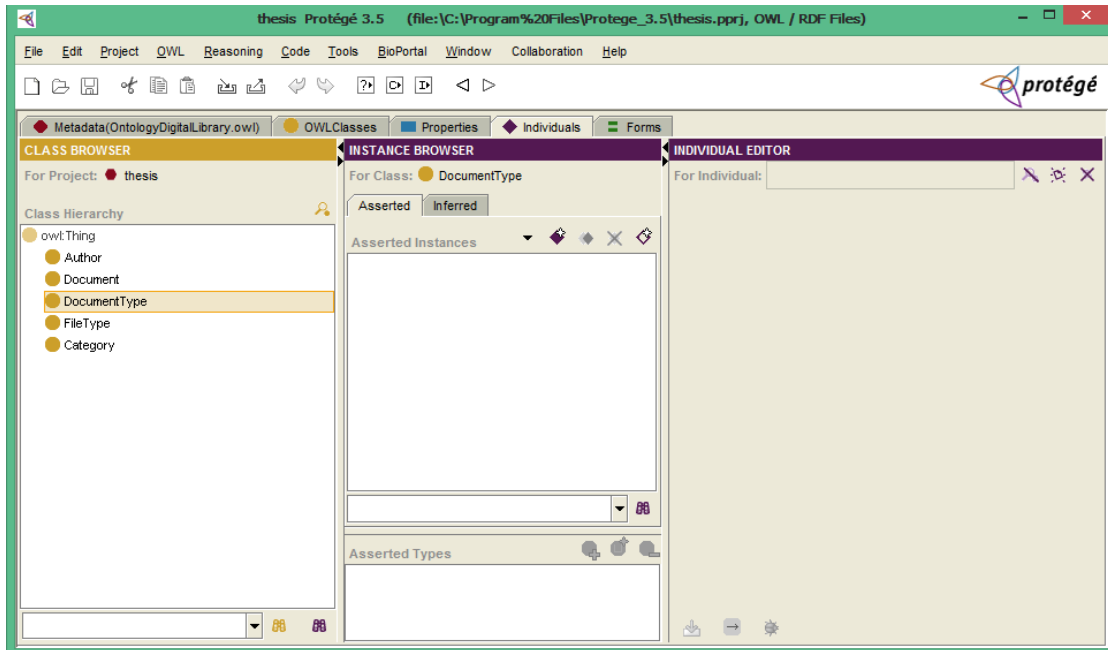 thesis Protégé 3.5 (file:\C:\Program%20Files\Protege_3.5\thesis.pprj, OWL / RDF Files)
File Edit Project OWL Reasoning Code Tools BioPortal Window Collaboration Help
protégé
Metadata(OntologyDigitalLibrary.owl) OWLClasses Properties Individuals Forms
CLASS BROWSER
For Project: thesis
Class Hierarchy
owl:Thing
Author
Document
DocumentType
FileType
Category
INSTANCE BROWSER
For Class: DocumentType
Asserted Inferred
Asserted Instances
Asserted Types
INDIVIDUAL EDITOR
For Individual: